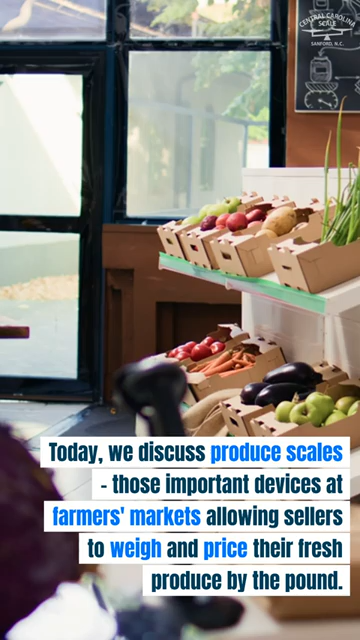 CENTRAL CAROLINA
SCALE
SANFORD, N.C.
Today, we discuss produce scales
- those important devices at
farmers' markets allowing sellers
to weigh and price their fresh
produce by the pound.